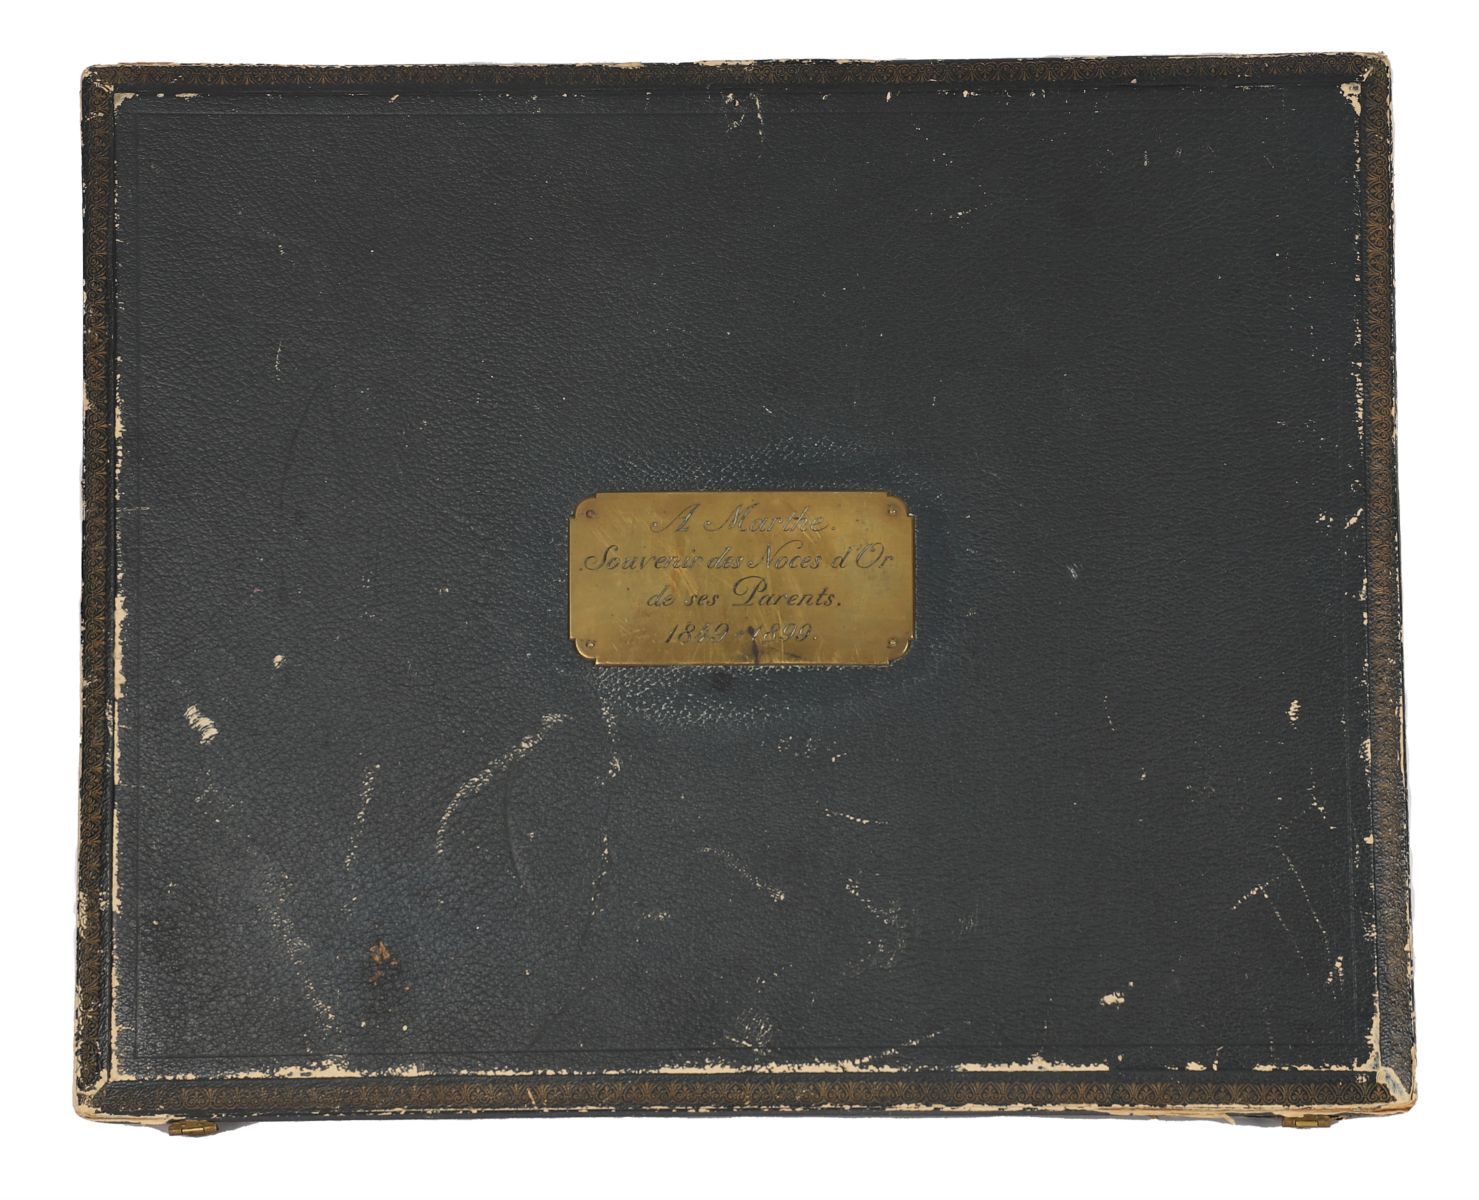 A Marthe.
Souvenir des Noces d'Or
de ses Parents.
1849-1899.